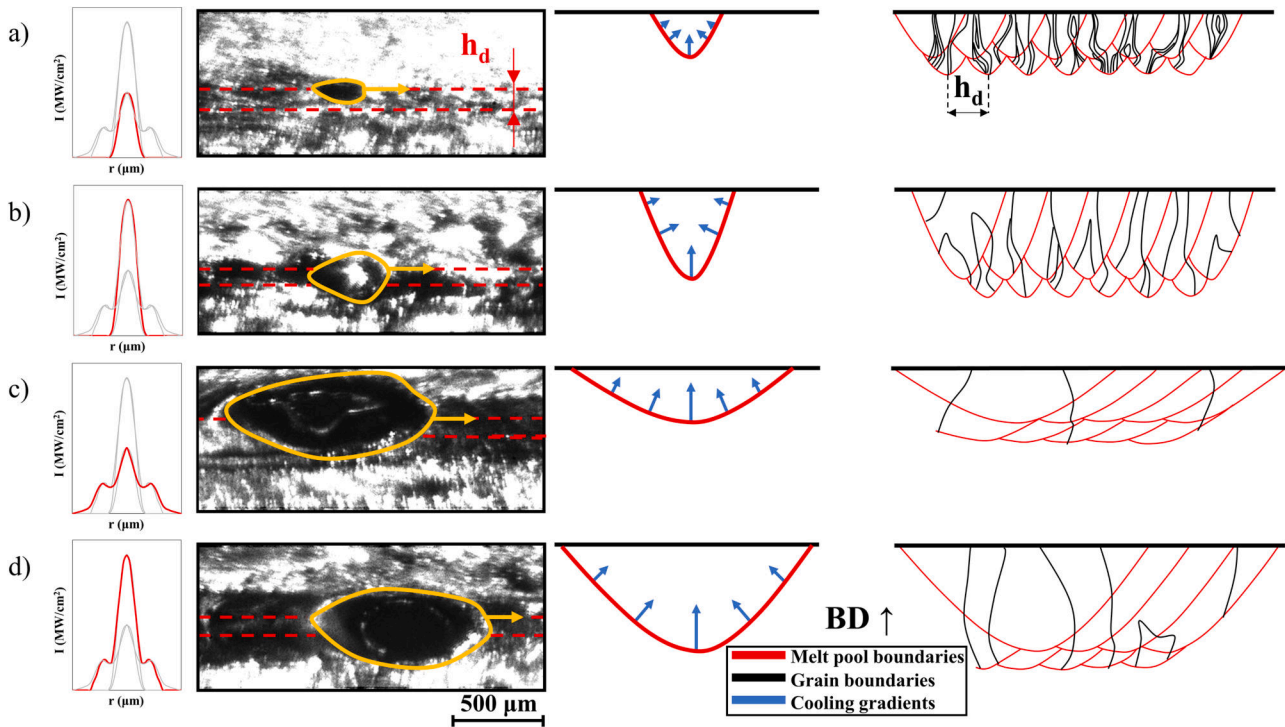 a)
I (MW/cm²)
r (µm)
h_d
h_d
b)
I (MW/cm²)
r (µm)
c)
I (MW/cm²)
r (µm)
d)
I (MW/cm²)
r (µm)
500 µm
BD ↑
Melt pool boundaries
Grain boundaries
Cooling gradients